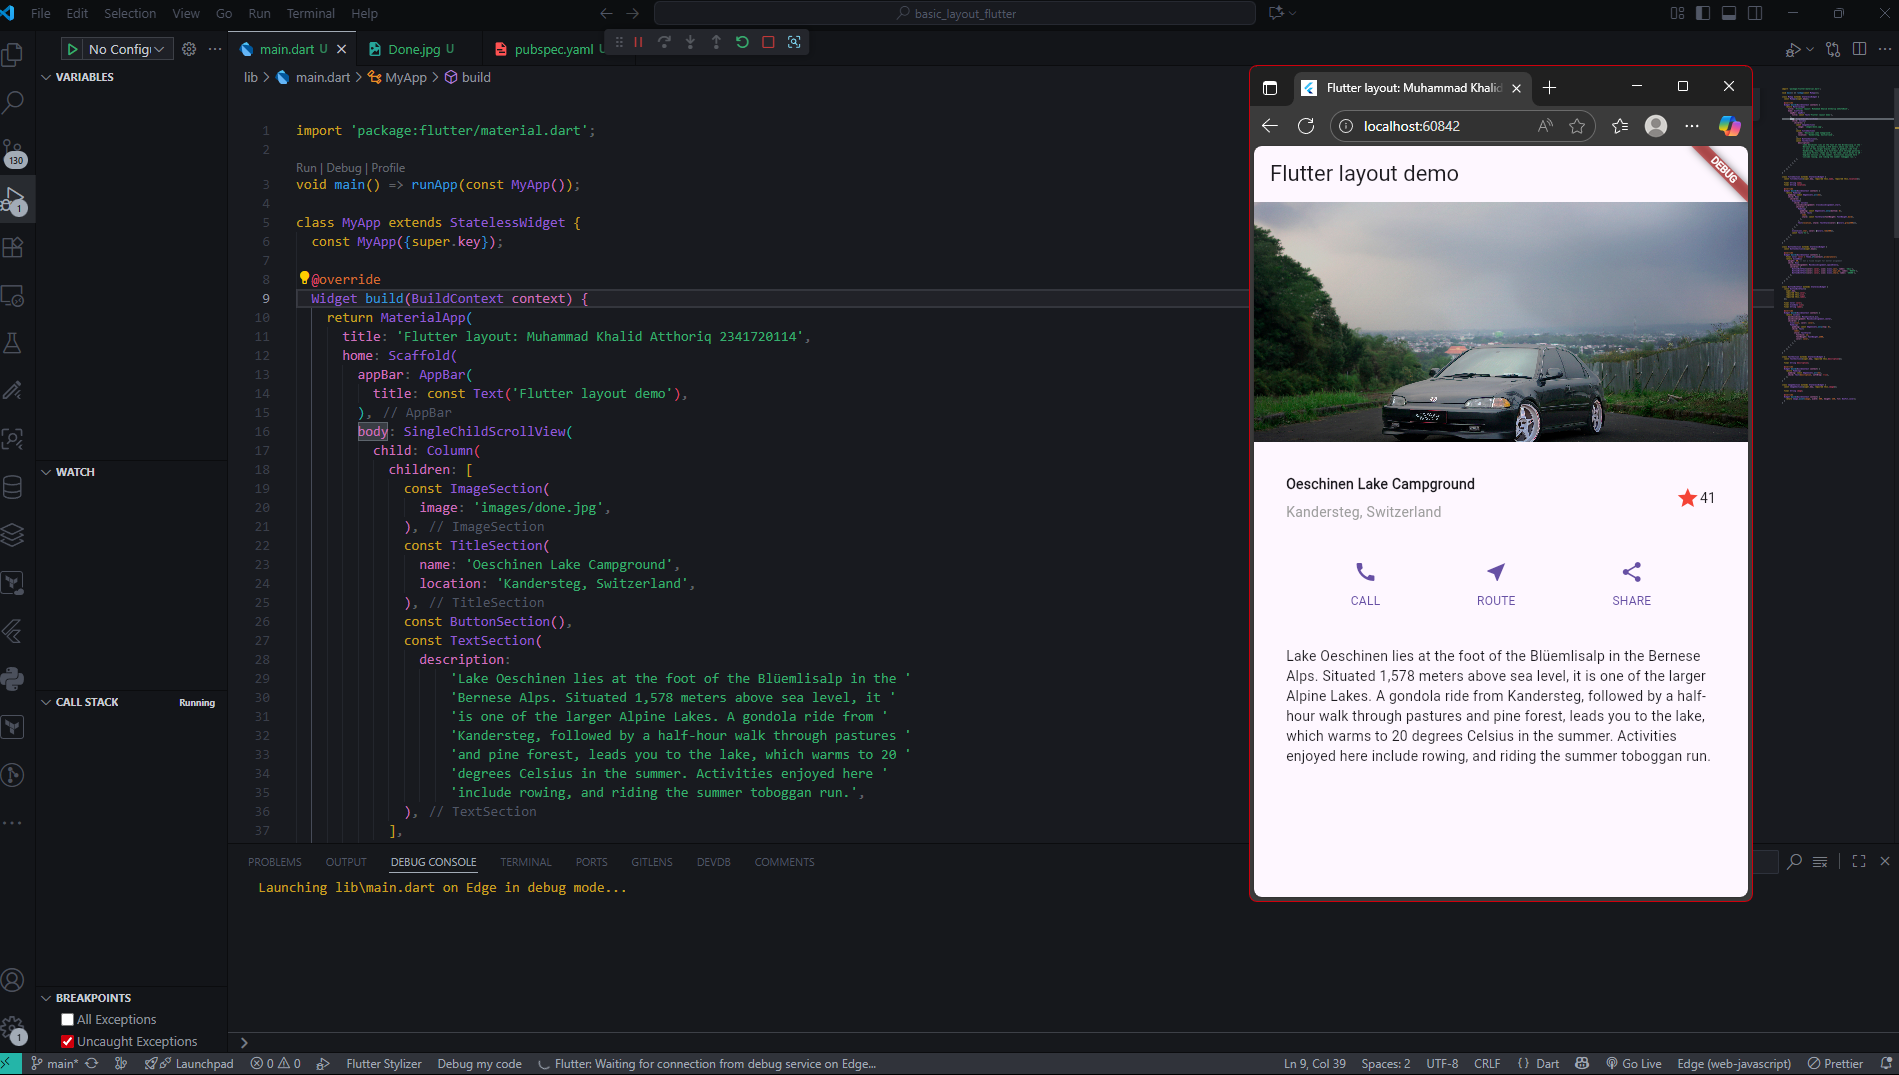 File Edit Selection View Go Run Terminal Help
basic_layout_flutter
No Config
main.dart U
Done.jpg U
pubspec.yaml U
VARIABLES
lib > main.dart > MyApp > build
1 import 'package:flutter/material.dart';
2
Run | Debug | Profile
3 void main() => runApp(const MyApp());
4
5 class MyApp extends StatelessWidget {
6 const MyApp({super.key});
7
8 @override
9 Widget build(BuildContext context) {
10 return MaterialApp(
11 title: 'Flutter layout: Muhammad Khalid Atthoriq 2341720114',
12 home: Scaffold(
13 appBar: AppBar(
14 title: const Text('Flutter layout demo'),
15 ), // AppBar
16 body: SingleChildScrollView(
17 child: Column(
18 children: [
19 const ImageSection(
20 image: 'images/done.jpg',
21 ), // ImageSection
22 const TitleSection(
23 name: 'Oeschinen Lake Campground',
24 location: 'Kandersteg, Switzerland',
25 ), // TitleSection
26 const ButtonSection(),
27 const TextSection(
28 description:
29 'Lake Oeschinen lies at the foot of the Blüemlisalp in the '
30 'Bernese Alps. Situated 1,578 meters above sea level, it '
31 'is one of the larger Alpine Lakes. A gondola ride from '
32 'Kandersteg, followed by a half-hour walk through pastures '
33 'and pine forest, leads you to the lake, which warms to 20 '
34 'degrees Celsius in the summer. Activities enjoyed here '
35 'include rowing, and riding the summer toboggan run.',
36 ), // TextSection
37 ],
130
1
WATCH
CALL STACK
Running
BREAKPOINTS
All Exceptions
Uncaught Exceptions
1
PROBLEMS OUTPUT DEBUG CONSOLE TERMINAL PORTS GITLENS DEVDB COMMENTS
Launching lib\main.dart on Edge in debug mode...
Flutter layout: Muhammad Khalid
localhost:60842
Flutter layout demo
DEBUG
Oeschinen Lake Campground
Kandersteg, Switzerland
41
CALL
ROUTE
SHARE
Lake Oeschinen lies at the foot of the Blüemlisalp in the Bernese
Alps. Situated 1,578 meters above sea level, it is one of the larger
Alpine Lakes. A gondola ride from Kandersteg, followed by a half-
hour walk through pastures and pine forest, leads you to the lake,
which warms to 20 degrees Celsius in the summer. Activities
enjoyed here include rowing, and riding the summer toboggan run.
main* Launchpad 0 0 Flutter Stylizer Debug my code Flutter: Waiting for connection from debug service on Edge... Ln 9, Col 39 Spaces: 2 UTF-8 CRLF {} Dart Go Live Edge (web-javascript) Prettier